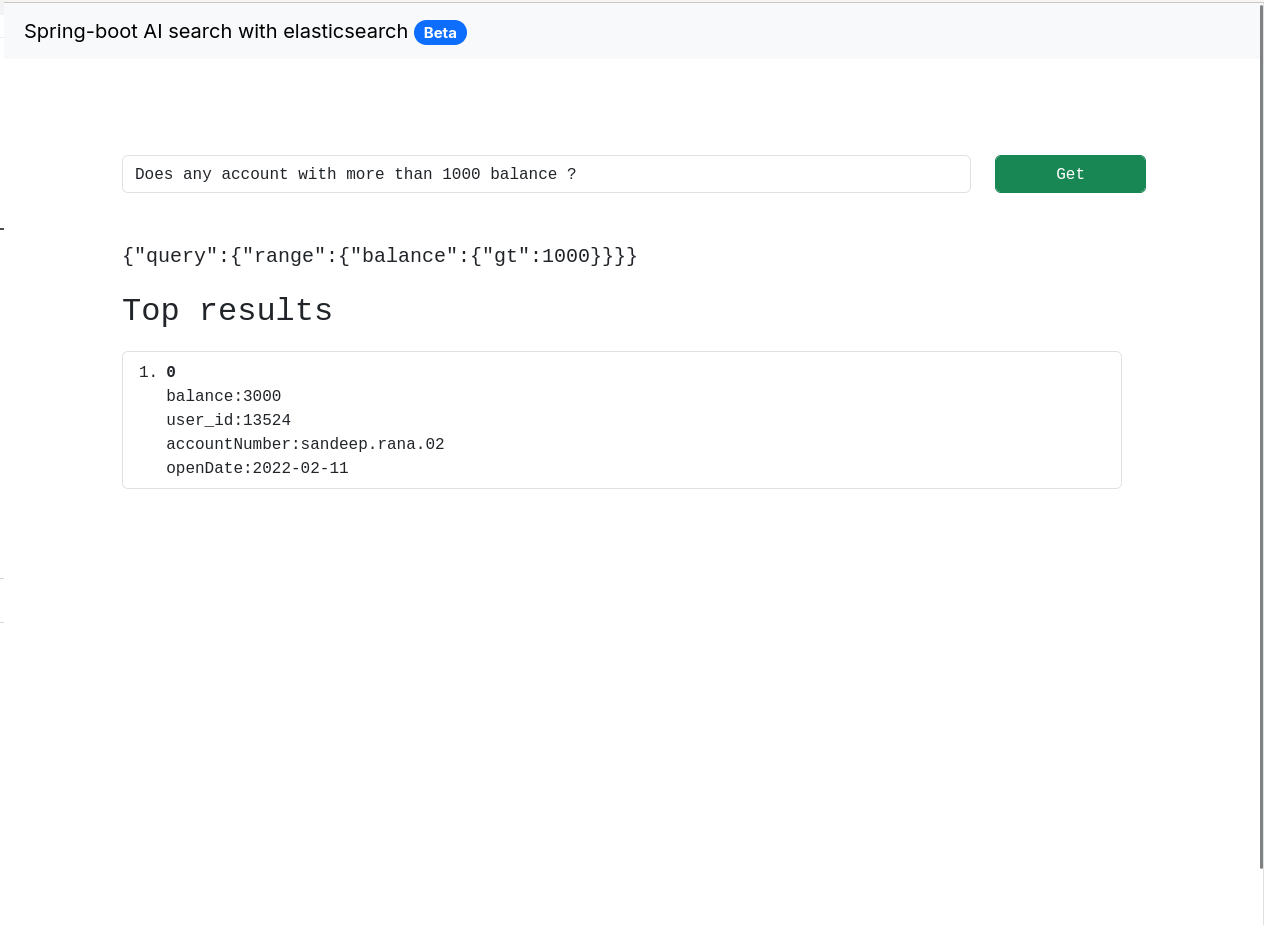 Spring-boot AI search with elasticsearch Beta
Does any account with more than 1000 balance ?
Get
{"query":{"range":{"balance":{"gt":1000}}}}
Top results
1. 0
balance:3000
user_id:13524
accountNumber:sandeep.rana.02
openDate:2022-02-11